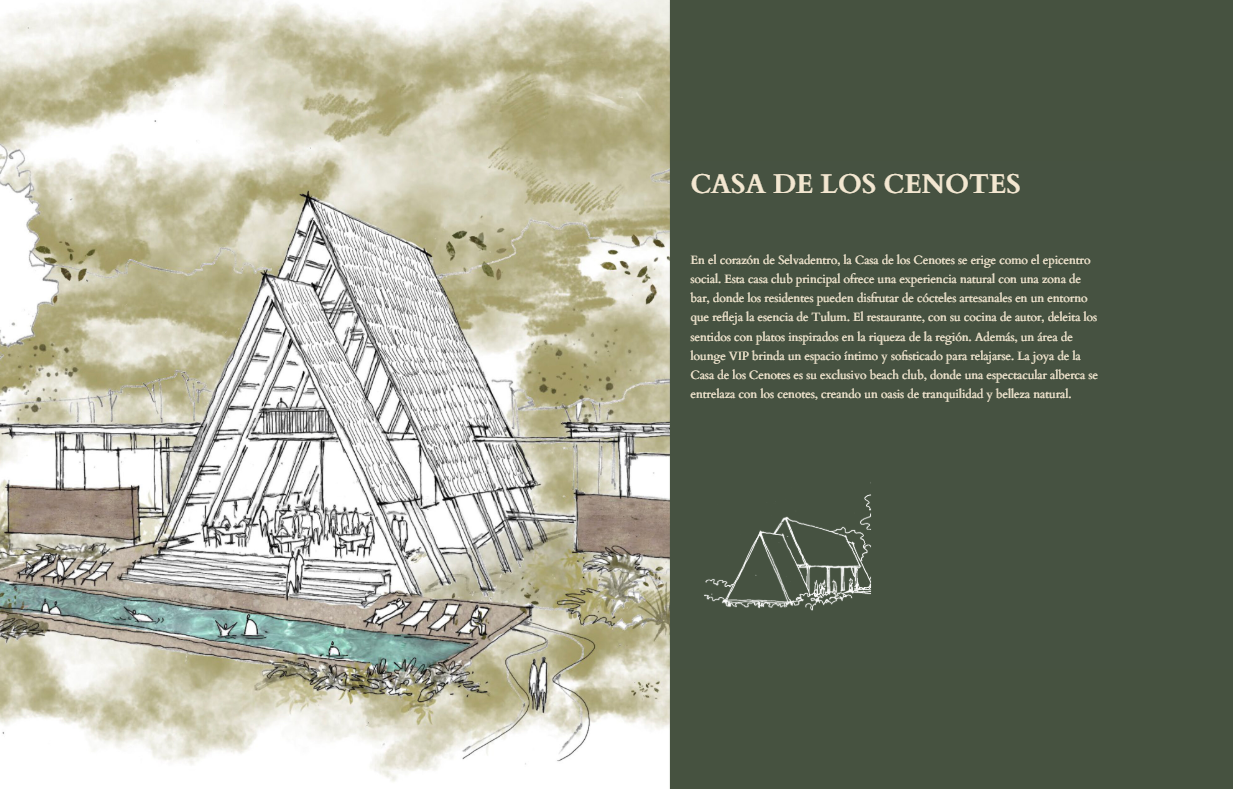 CASA DE LOS CENOTES
En el corazón de Selvadentro, la Casa de los Cenotes se erige como el epicentro
social. Esta casa club principal ofrece una experiencia natural con una zona de
bar, donde los residentes pueden disfrutar de cócteles artesanales en un entorno
que refleja la esencia de Tulum. El restaurante, con su cocina de autor, deleita los
sentidos con platos inspirados en la riqueza de la región. Además, un área de
lounge VIP brinda un espacio íntimo y sofisticado para relajarse. La joya de la
Casa de los Cenotes es su exclusivo beach club, donde una espectacular alberca se
entrelaza con los cenotes, creando un oasis de tranquilidad y belleza natural.